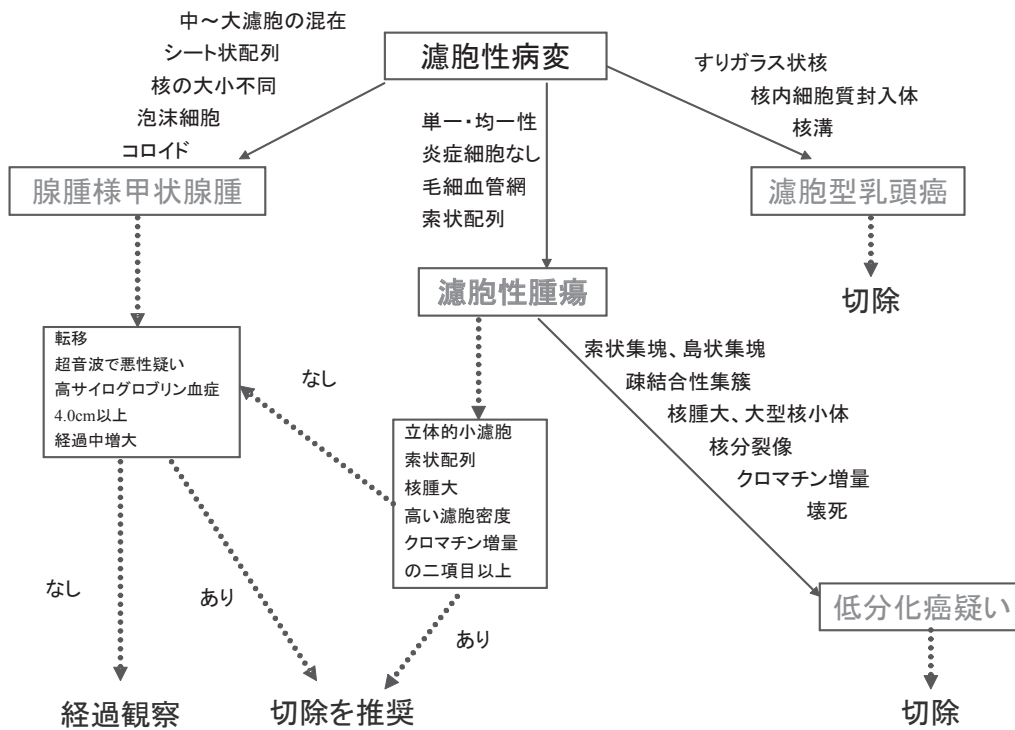 濾胞性病変
中～大濾胞の混在
シート状配列
核の大小不同
泡沫細胞
コロイド
単一・均一性
炎症細胞なし
毛細血管網
索状配列
すりガラス状核
核内細胞質封入体
核溝
腺腫様甲状腺腫
濾胞型乳頭癌
濾胞性腫瘍
切除
転移
超音波で悪性疑い
高サイログロブリン血症
4.0cm以上
経過中増大
なし
立体的小濾胞
索状配列
核腫大
高い濾胞密度
クロマチン増量
の二項目以上
索状集塊、島状集塊
疎結合性集簇
核腫大、大型核小体
核分裂像
クロマチン増量
壊死
なし
あり
あり
低分化癌疑い
経過観察
切除を推奨
切除